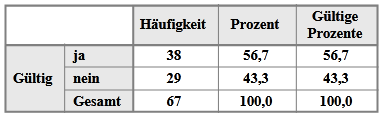 Häufigkeit Prozent Gültige Prozente
Gültig ja 38 56,7 56,7
nein 29 43,3 43,3
Gesamt 67 100,0 100,0